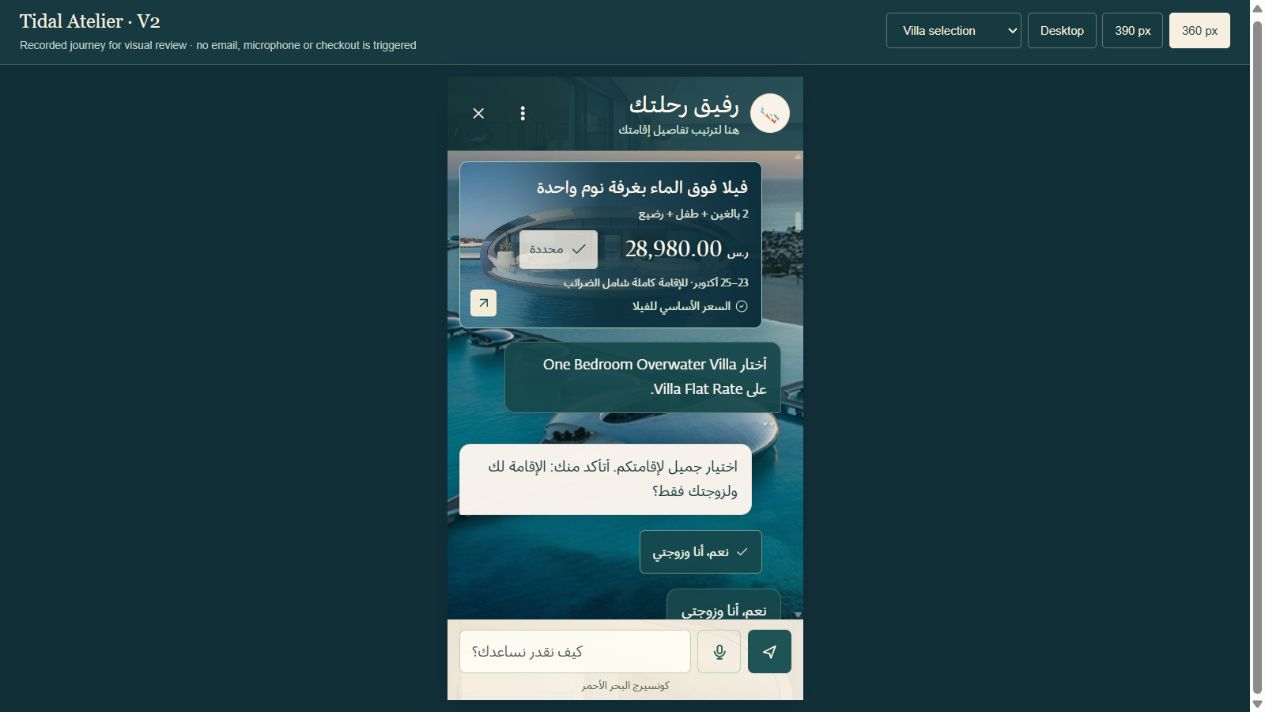 Tidal Atelier · V2
Recorded journey for visual review · no email, microphone or checkout is triggered
Villa selection
Desktop
390 px
360 px
رفيق رحلتك
هنا لترتيب تفاصيل إقامتك
فيلا فوق الماء بغرفة نوم واحدة
2 بالغين + طفل + رضيع
ر.س 28,980.00
محددة
23–25 أكتوبر · للإقامة كاملة شامل الضرائب
السعر الأساسي للفيلا
أختار One Bedroom Overwater Villa
على Villa Flat Rate.
اختيار جميل لإقامتكم. أتأكد منك: الإقامة لك
ولزوجتك فقط؟
نعم، أنا وزوجتي
نعم، أنا وزوجتي
كيف نقدر نساعدك؟
كونسيرج البحر الأحمر